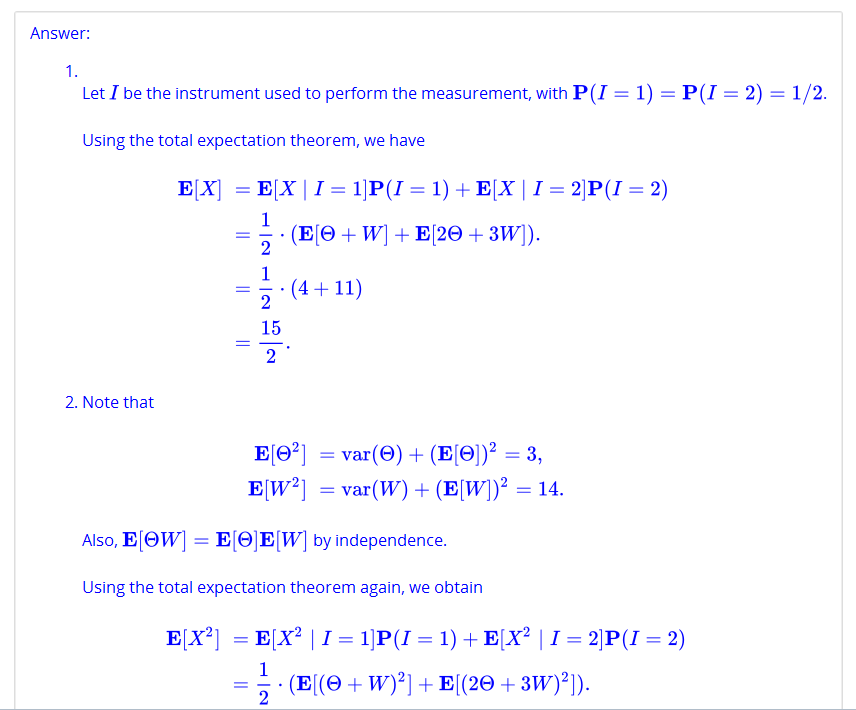 Answer:
1.
Let I be the instrument used to perform the measurement, with P(I = 1) = P(I = 2) = 1/2.
Using the total expectation theorem, we have
E[X] = E[X | I = 1]P(I = 1) + E[X | I = 2]P(I = 2)
= 1/2 · (E[Θ + W] + E[2Θ + 3W]).
= 1/2 · (4 + 11)
= 15/2.
2. Note that
E[Θ²] = var(Θ) + (E[Θ])² = 3,
E[W²] = var(W) + (E[W])² = 14.
Also, E[ΘW] = E[Θ]E[W] by independence.
Using the total expectation theorem again, we obtain
E[X²] = E[X² | I = 1]P(I = 1) + E[X² | I = 2]P(I = 2)
= 1/2 · (E[(Θ + W)²] + E[(2Θ + 3W)²]).